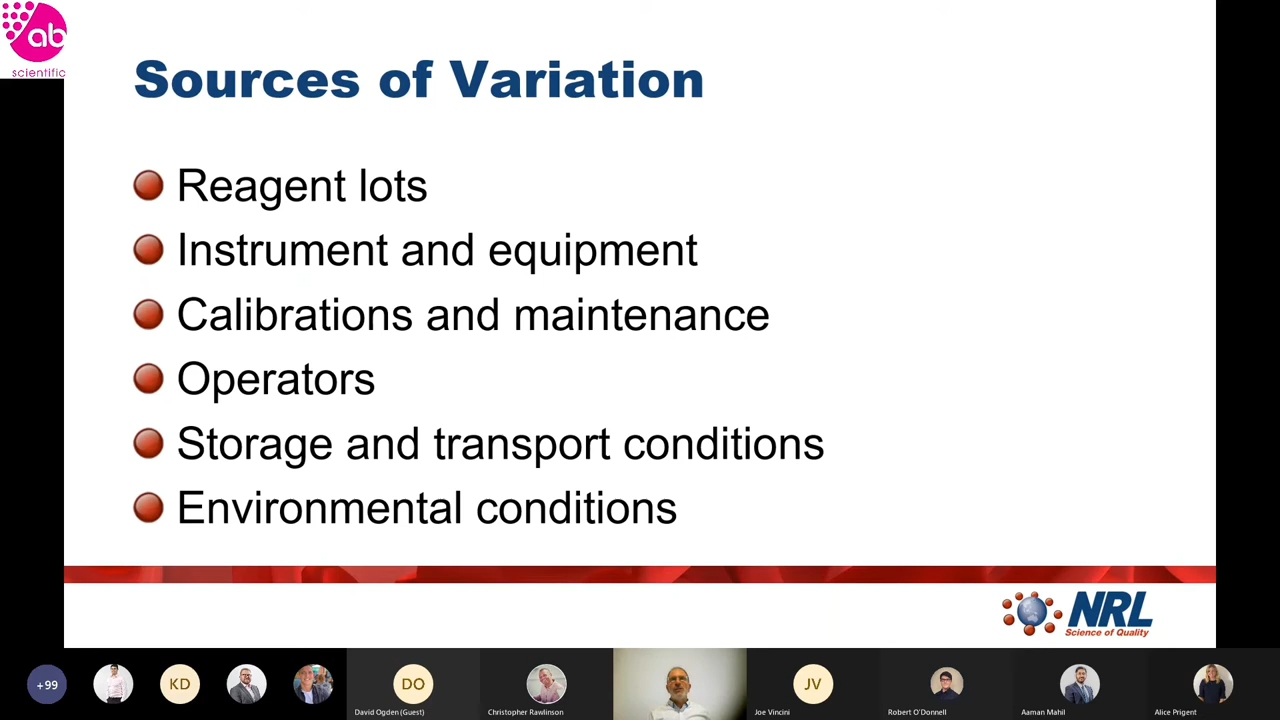 ab
scientific
Sources of Variation
Reagent lots
Instrument and equipment
Calibrations and maintenance
Operators
Storage and transport conditions
Environmental conditions
NRL
Science of Quality
+99
KD
DO
JV
David Ogden (Guest)
Christopher Rawlinson
Joe Vincini
Robert O'Donnell
Aaman Mahil
Alice Prigent